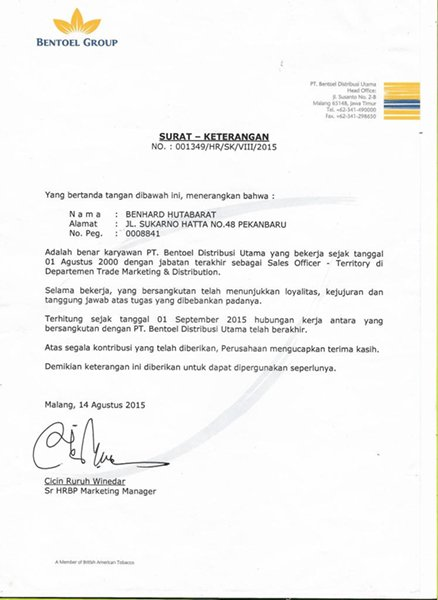 BENTOEL GROUP
PT. Bentoel Distribusi Utama
Head Office:
Jl. Susanto No. 2-B
Malang 65148, Jawa Timur
Tel. +62-341-490000
Fax. +62-341-298630
SURAT – KETERANGAN
NO. : 001349/HR/SK/VIII/2015
Yang bertanda tangan dibawah ini, menerangkan bahwa :
N a m a : BENHARD HUTABARAT
Alamat : JL. SUKARNO HATTA NO.48 PEKANBARU
No. Peg. : 0008841
Adalah benar karyawan PT. Bentoel Distribusi Utama yang bekerja sejak tanggal
01 Agustus 2000 dengan jabatan terakhir sebagai Sales Officer - Territory di
Departemen Trade Marketing & Distribution.
Selama bekerja, yang bersangkutan telah menunjukkan loyalitas, kejujuran dan
tanggung jawab atas tugas yang dibebankan padanya.
Terhitung sejak tanggal 01 September 2015 hubungan kerja antara yang
bersangkutan dengan PT. Bentoel Distribusi Utama telah berakhir.
Atas segala kontribusi yang telah diberikan, Perusahaan mengucapkan terima kasih.
Demikian keterangan ini diberikan untuk dapat dipergunakan seperlunya.
Malang, 14 Agustus 2015
Cicin Ruruh Winedar
Sr HRBP Marketing Manager
A Member of British American Tobacco